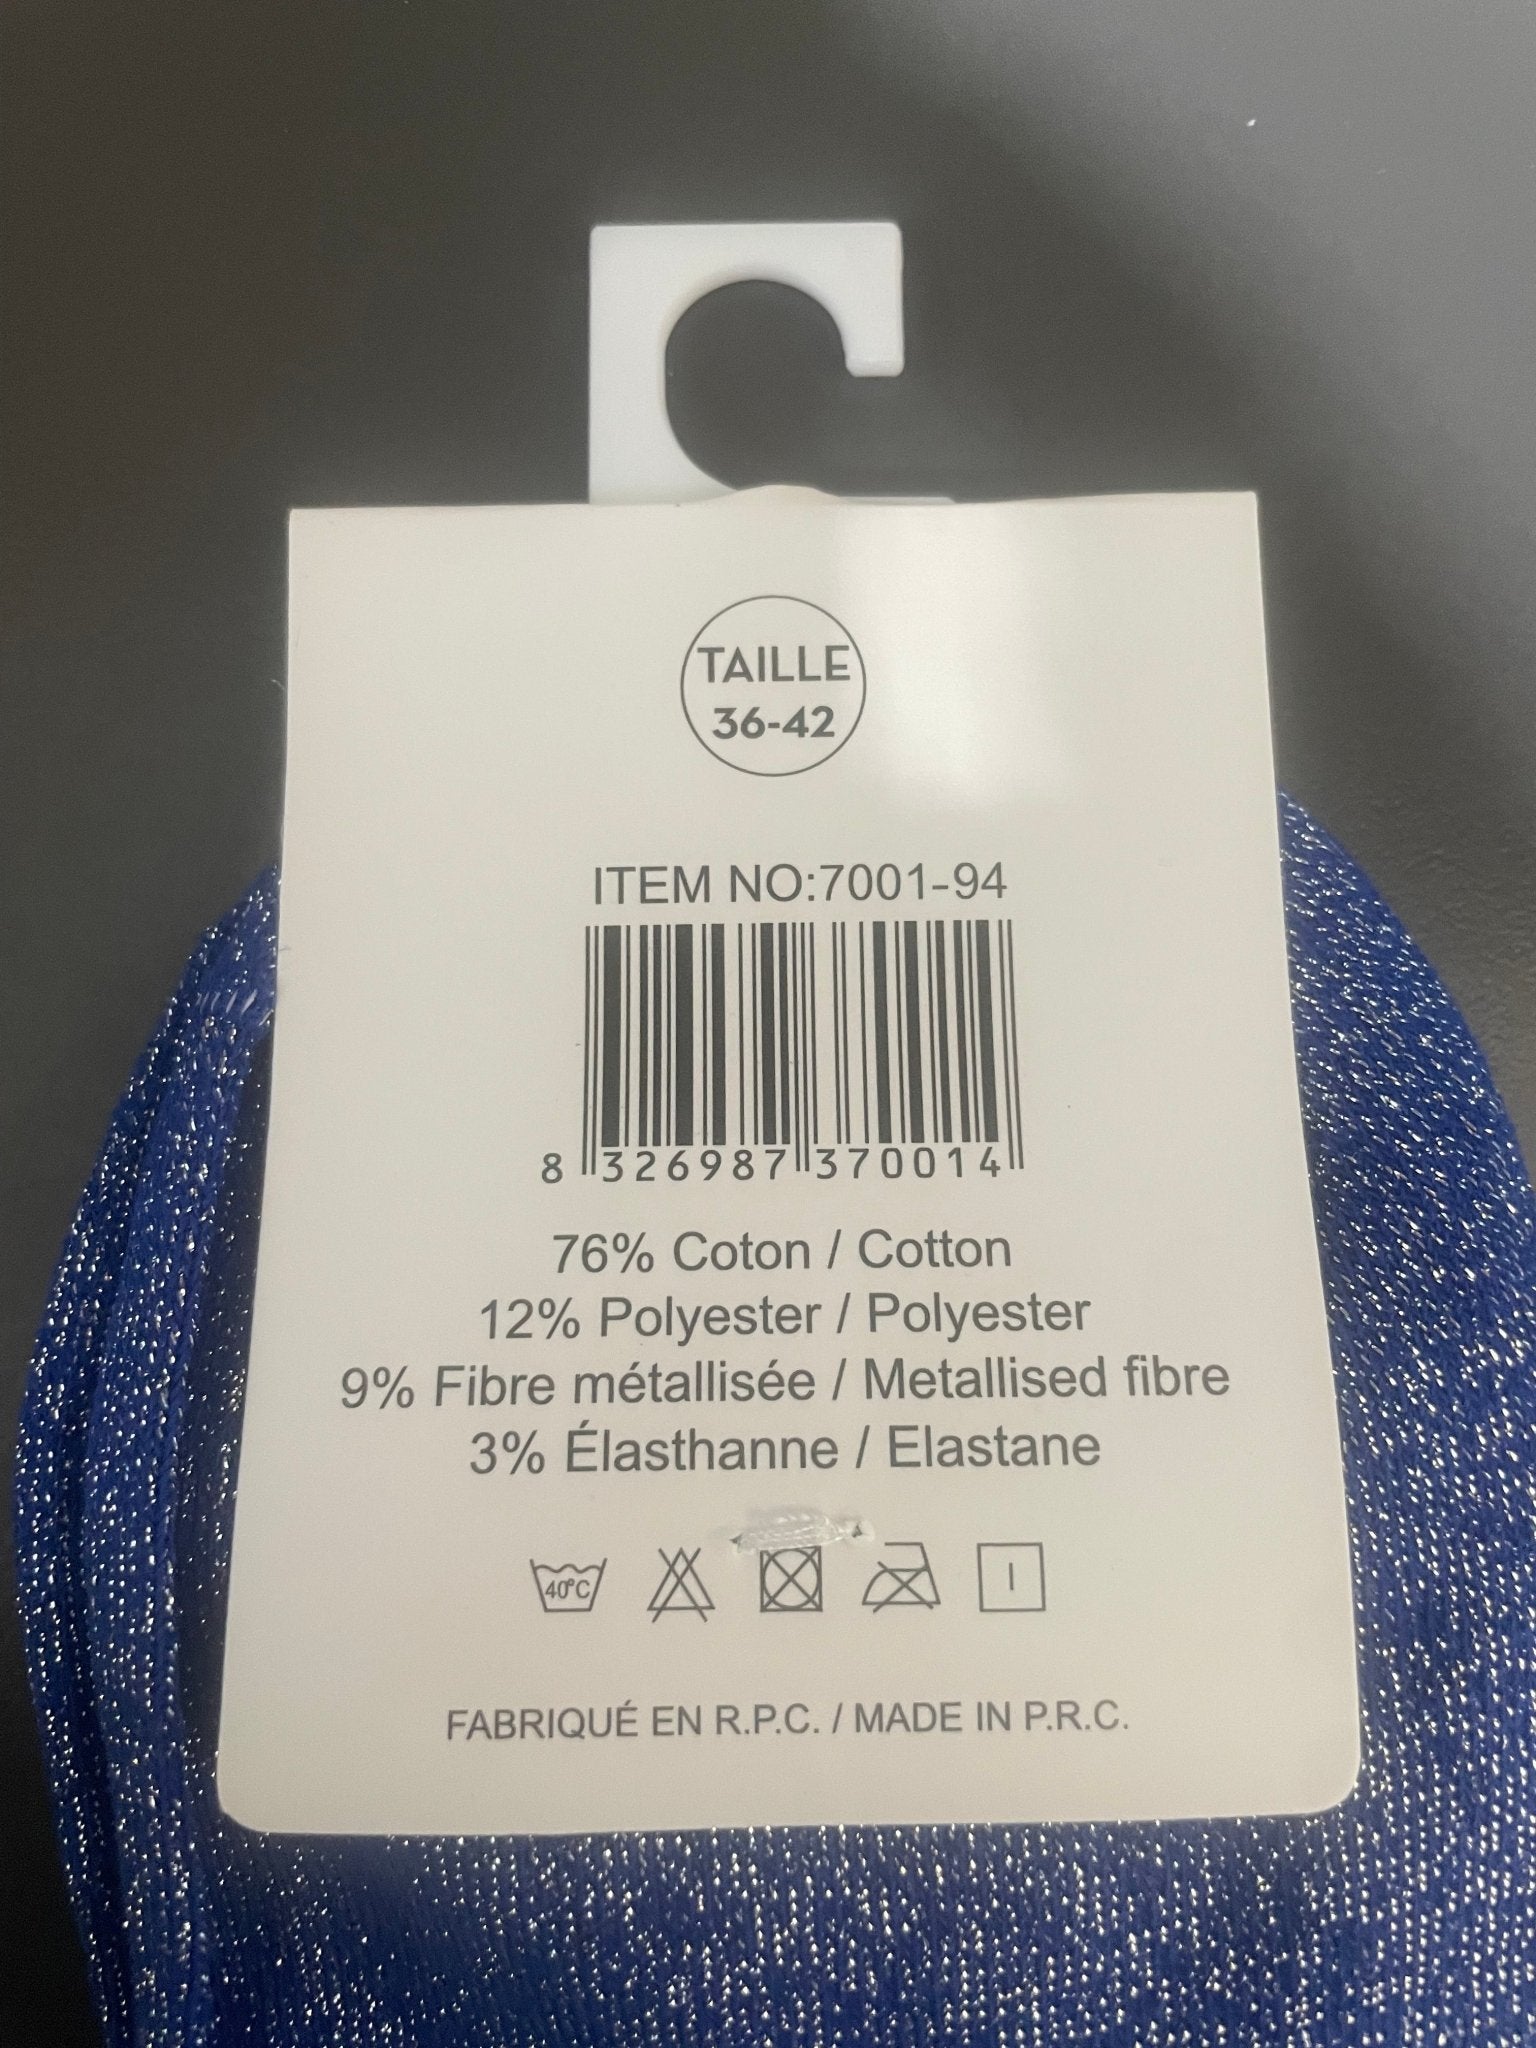 TAILLE
36-42
ITEM NO:7001-94
8 326987 370014
76% Coton / Cotton
12% Polyester / Polyester
9% Fibre métallisée / Metallised fibre
3% Élasthanne / Elastane
40°C
FABRIQUÉ EN R.P.C. / MADE IN P.R.C.